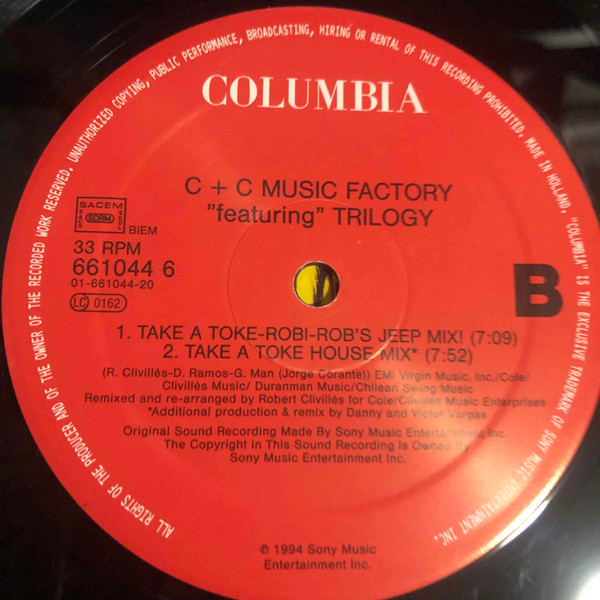 ALL RIGHTS OF THE PRODUCER AND OF THE OWNER OF THE RECORDED WORK RESERVED. UNAUTHORIZED COPYING, PUBLIC PERFORMANCE, BROADCASTING, HIRING OR RENTAL OF THIS RECORDING PROHIBITED. MADE IN HOLLAND. "COLUMBIA" IS THE EXCLUSIVE TRADEMARK OF SONY MUSIC ENTERTAINMENT INC.
COLUMBIA
C + C MUSIC FACTORY
"featuring" TRILOGY
SACEM
SACD
SDRM
SGDL
BIEM
33 RPM
661044 6
01-661044-20
LC 0162
B
1. TAKE A TOKE-ROBI-ROB'S JEEP MIX! (7:09)
2. TAKE A TOKE HOUSE MIX* (7:52)
(R. Clivillés-D. Ramos-G. Man (Jorge Corante)) EMI Virgin Music, Inc./Cole/
Clivillés Music/ Duranman Music/Chilean Swing Music
Remixed and re-arranged by Robert Clivillés for Cole/Clivillés Music Enterprises
*Additional production & remix by Danny and Victor Vargas
Original Sound Recording Made By Sony Music Entertainment Inc
The Copyright In This Sound Recording Is Owned By
Sony Music Entertainment Inc.
℗ 1994 Sony Music
Entertainment Inc.